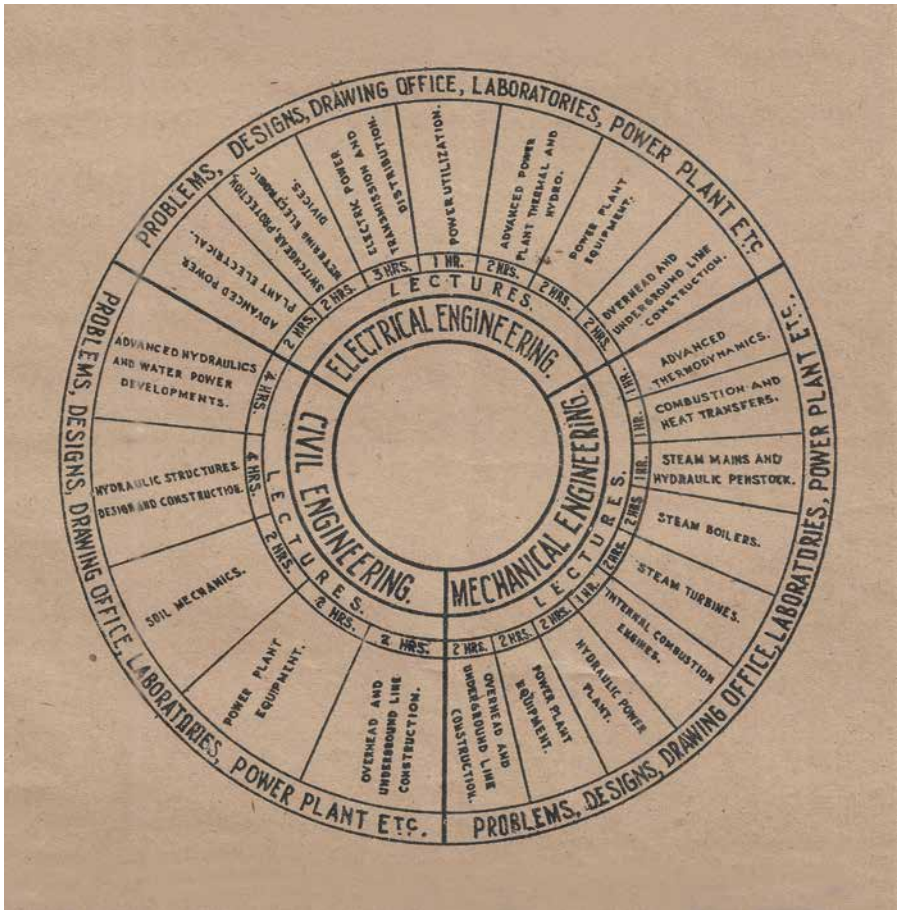 PROBLEMS, DESIGNS, DRAWING OFFICE, LABORATORIES, POWER PLANT ETC.
ADVANCED POWER
PLANT ELECTRICAL.
2 HRS.
SWITCHGEAR, PROTECTION,
METERING ELECTRONIC
DIVICES.
2 HRS.
ELECTRIC POWER
TRANSMISSION AND
DISTRIBUTION.
3 HRS.
POWER UTILIZATION.
1 HR.
ADVANCED POWER
PLANT THERMAL AND
HYDRO.
2 HRS.
POWER PLANT
EQUIPMENT.
2 HRS.
OVERHEAD AND
UNDERGROUND LINE
CONSTRUCTION.
2 HRS.
LECTURES.
ELECTRICAL ENGINEERING.
PROBLEMS, DESIGNS, DRAWING OFFICE, LABORATORIES, POWER PLANT ETC.
ADVANCED
THERMODYNAMICS.
1 HR.
COMBUSTION AND
HEAT TRANSFERS.
1 HR.
STEAM MAINS AND
HYDRAULIC PENSTOCK.
1 HR.
STEAM BOILERS.
2 HRS
STEAM TURBINES.
2 HRS.
INTERNAL COMBUSTION
ENGINES.
1 HR.
HYDRAULIC POWER
PLANT.
2 HRS.
POWER PLANT
EQUIPMENT.
2 HRS.
OVERHEAD AND
UNDERGROUND LINE
CONSTRUCTION.
2 HRS.
LECTURES.
MECHANICAL ENGINEERING.
PROBLEMS, DESIGNS, DRAWING OFFICE, LABORATORIES, POWER PLANT ETC.
ADVANCED HYDRAULICS
AND WATER POWER
DEVELOPMENTS.
4 HRS.
HYDRAULIC STRUCTURES
DESIGN AND CONSTRUCTION.
4 HRS.
SOIL MECHANICS.
2 HRS.
POWER PLANT
EQUIPMENT.
2 HRS.
OVERHEAD AND
UNDERGROUND LINE
CONSTRUCTION.
2 HRS.
LECTURES.
CIVIL ENGINEERING.